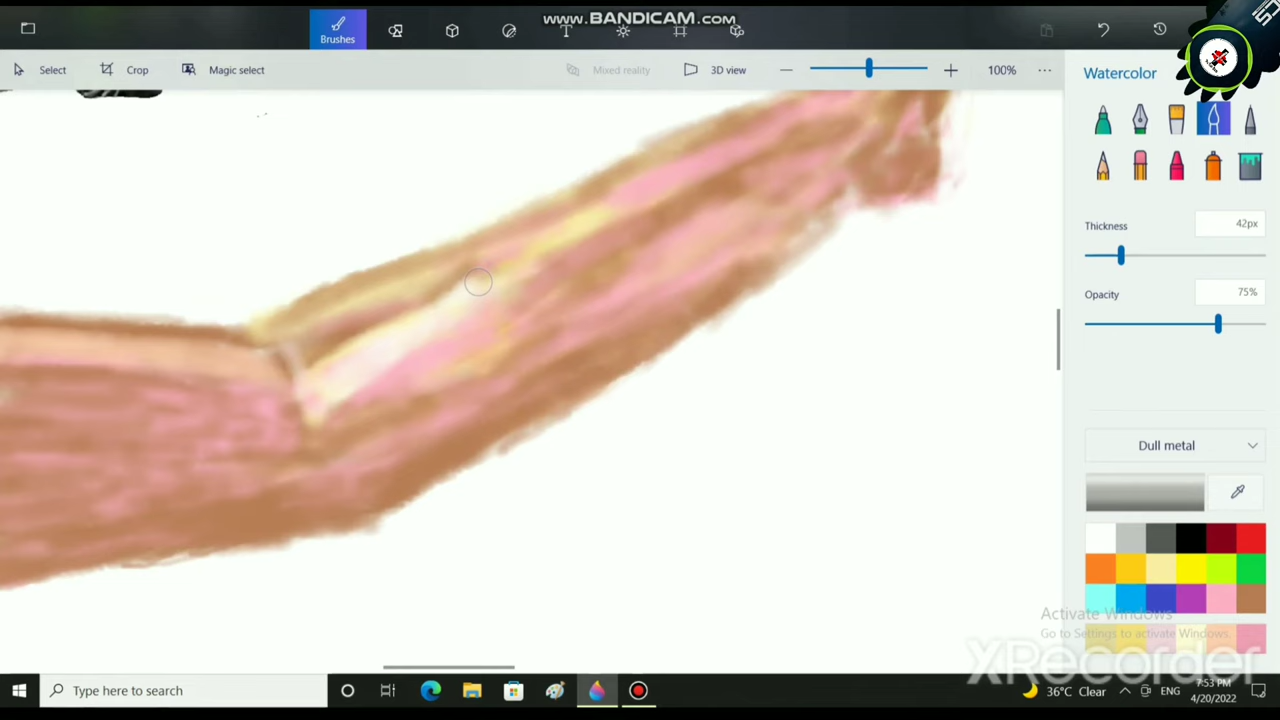 www.BANDICAM.com
Brushes
Select
Crop
Magic select
Mixed reality
3D view
100%
Watercolor
Thickness
42px
Opacity
75%
Dull metal
Activate Windows
Go to Settings to activate Windows.
XRecorder
Type here to search
36°C Clear
ENG
7:53 PM
4/20/2022